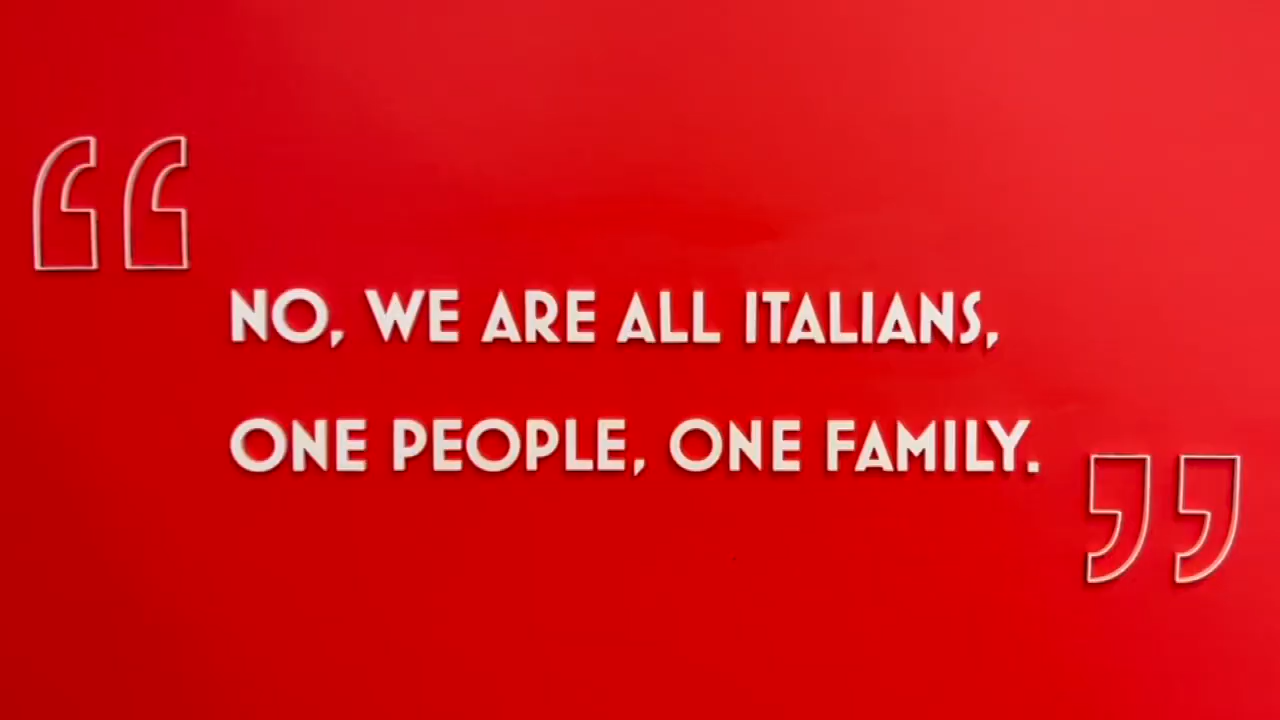 “NO, WE ARE ALL ITALIANS,
ONE PEOPLE, ONE FAMILY.”